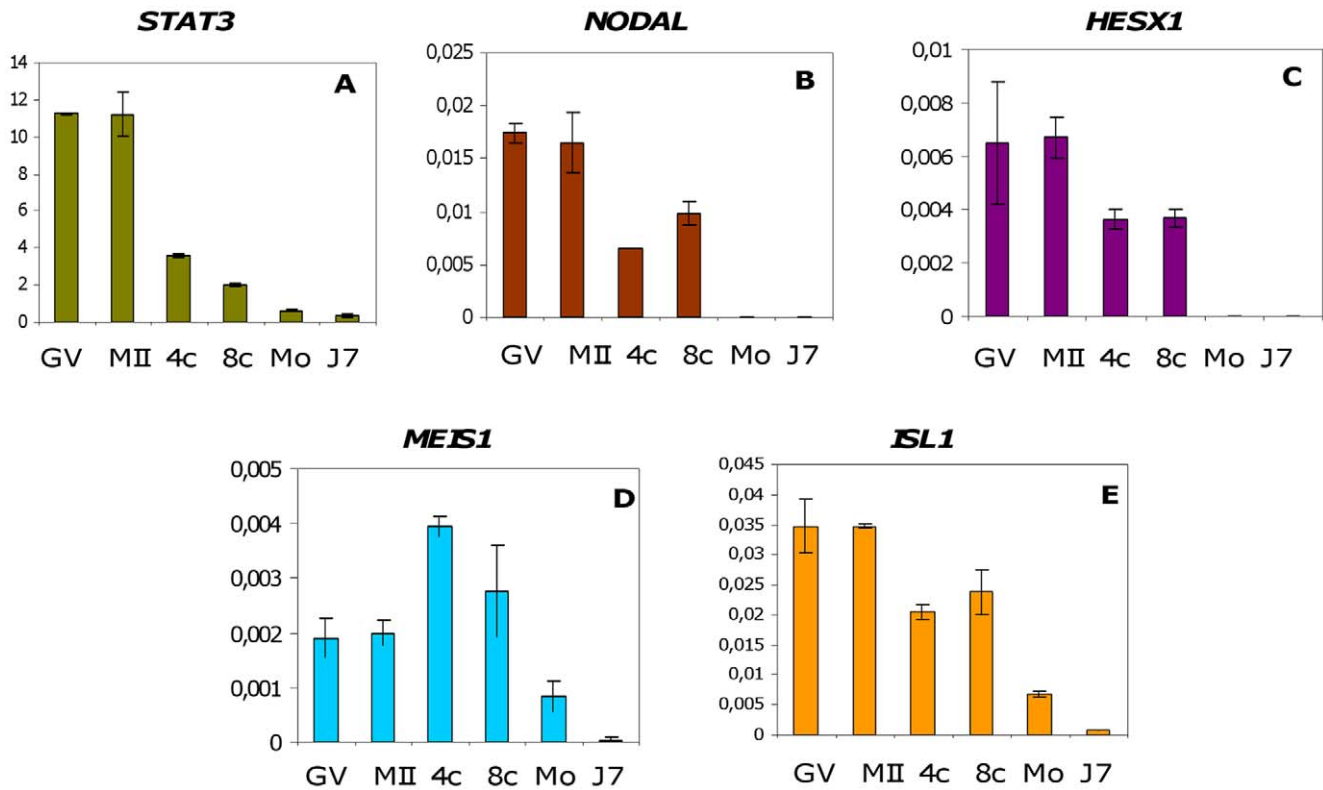 STAT3
A
14
12
10
8
6
4
2
0
GV MII 4c 8c Mo J7
NODAL
B
0,025
0,02
0,015
0,01
0,005
0
GV MII 4c 8c Mo J7
HESX1
C
0,01
0,008
0,006
0,004
0,002
0
GV MII 4c 8c Mo J7
MEIS1
D
0,005
0,004
0,003
0,002
0,001
0
GV MII 4c 8c Mo J7
ISL1
E
0,045
0,04
0,035
0,03
0,025
0,02
0,015
0,01
0,005
0
GV MII 4c 8c Mo J7